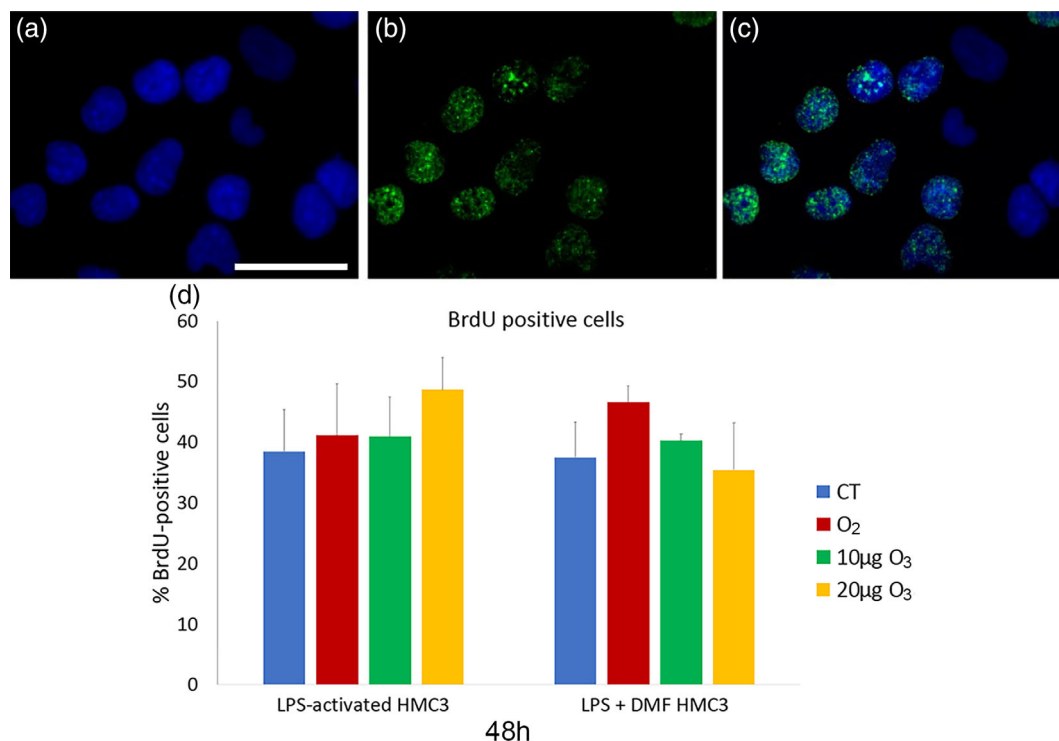 (a)
(b)
(c)
(d)
BrdU positive cells
60
50
40
30
20
10
0
% BrdU-positive cells
LPS-activated HMC3
LPS + DMF HMC3
48h
CT
O₂
10µg O₃
20µg O₃